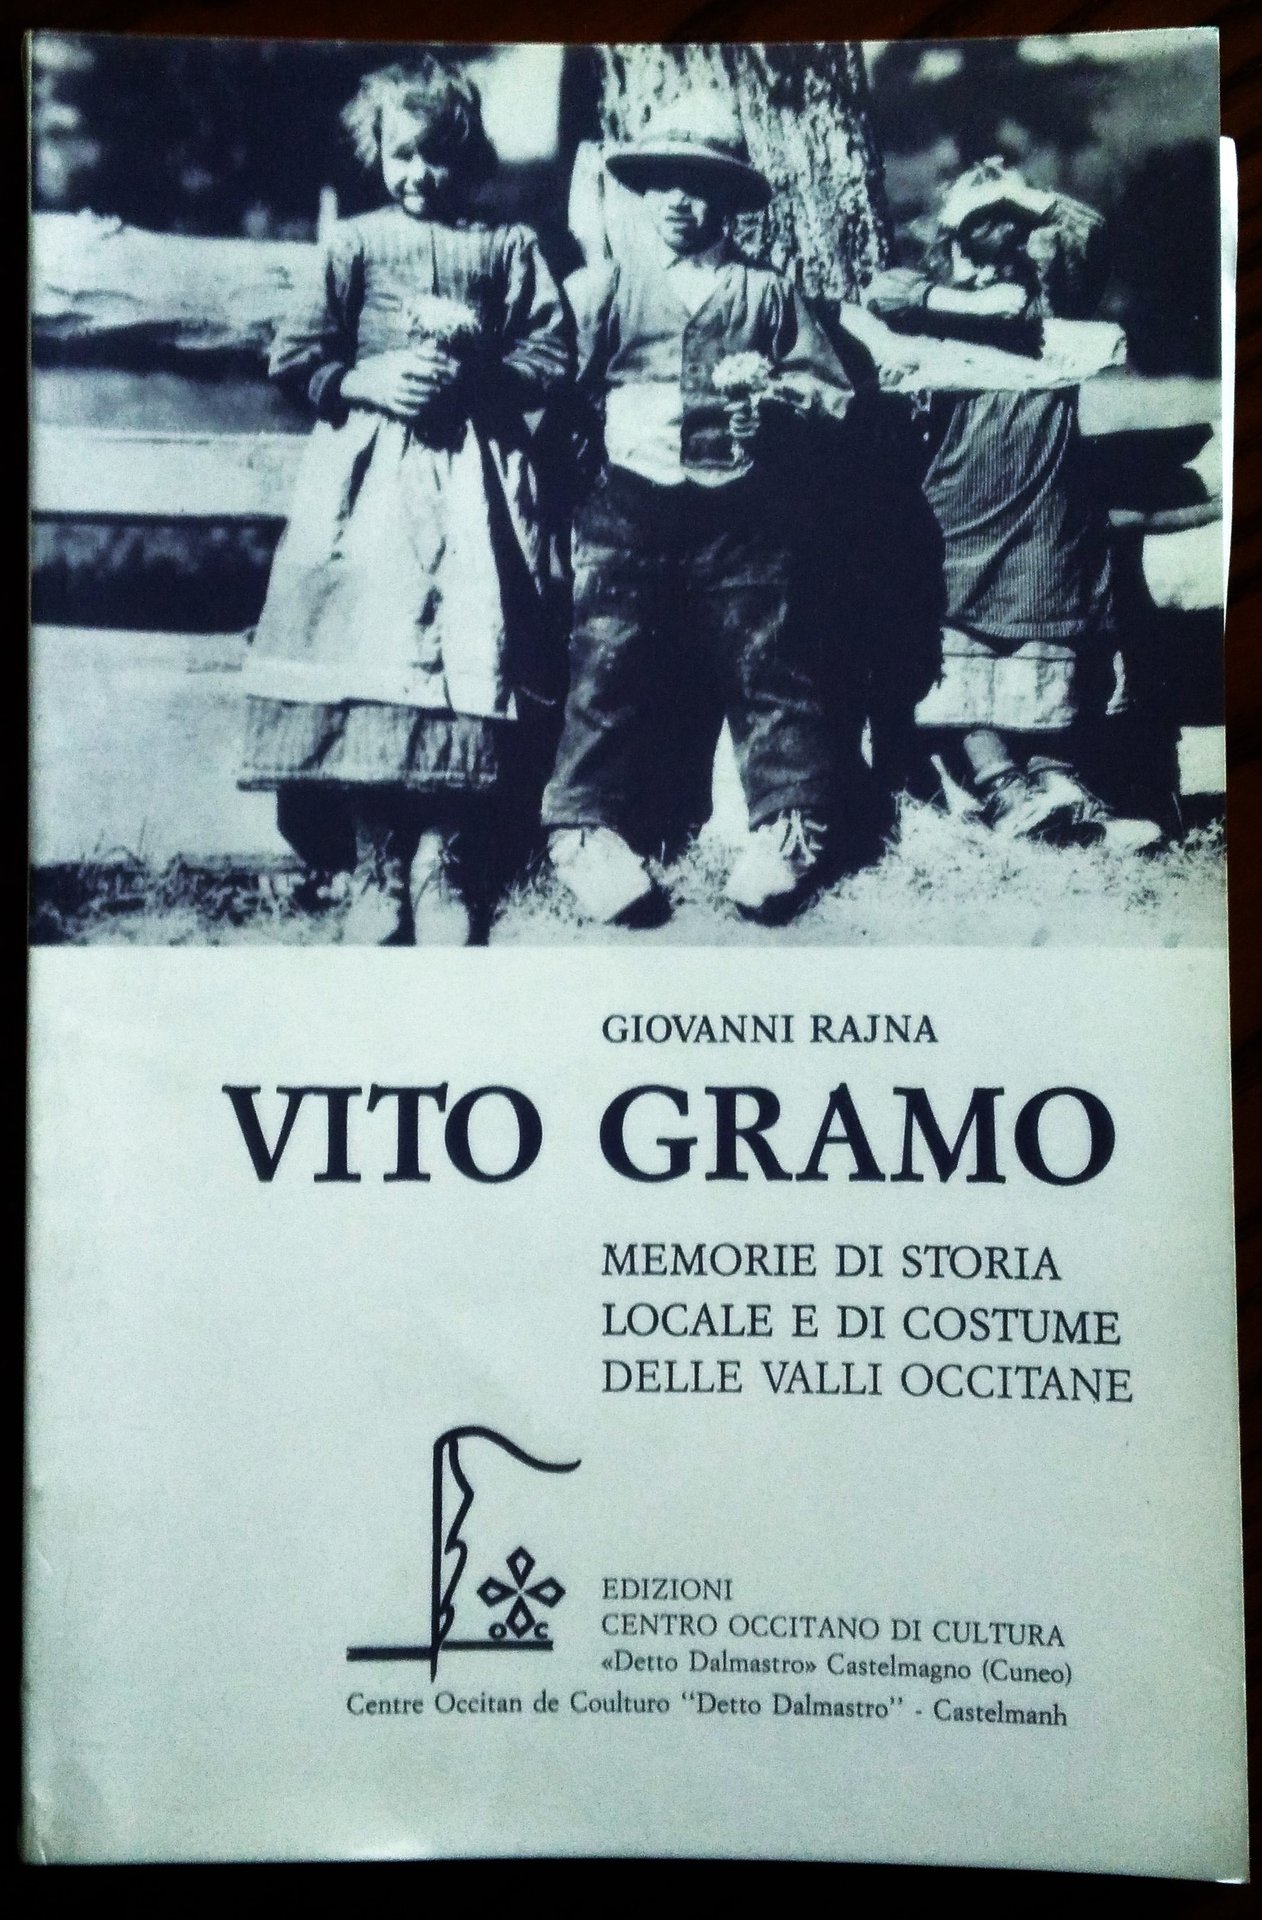 GIOVANNI RAJNA
VITO GRAMO
MEMORIE DI STORIA
LOCALE E DI COSTUME
DELLE VALLI OCCITANE
O C
EDIZIONI
CENTRO OCCITANO DI CULTURA
«Detto Dalmastro» Castelmagno (Cuneo)
Centre Occitan de Coulturo "Detto Dalmastro" - Castelmanh